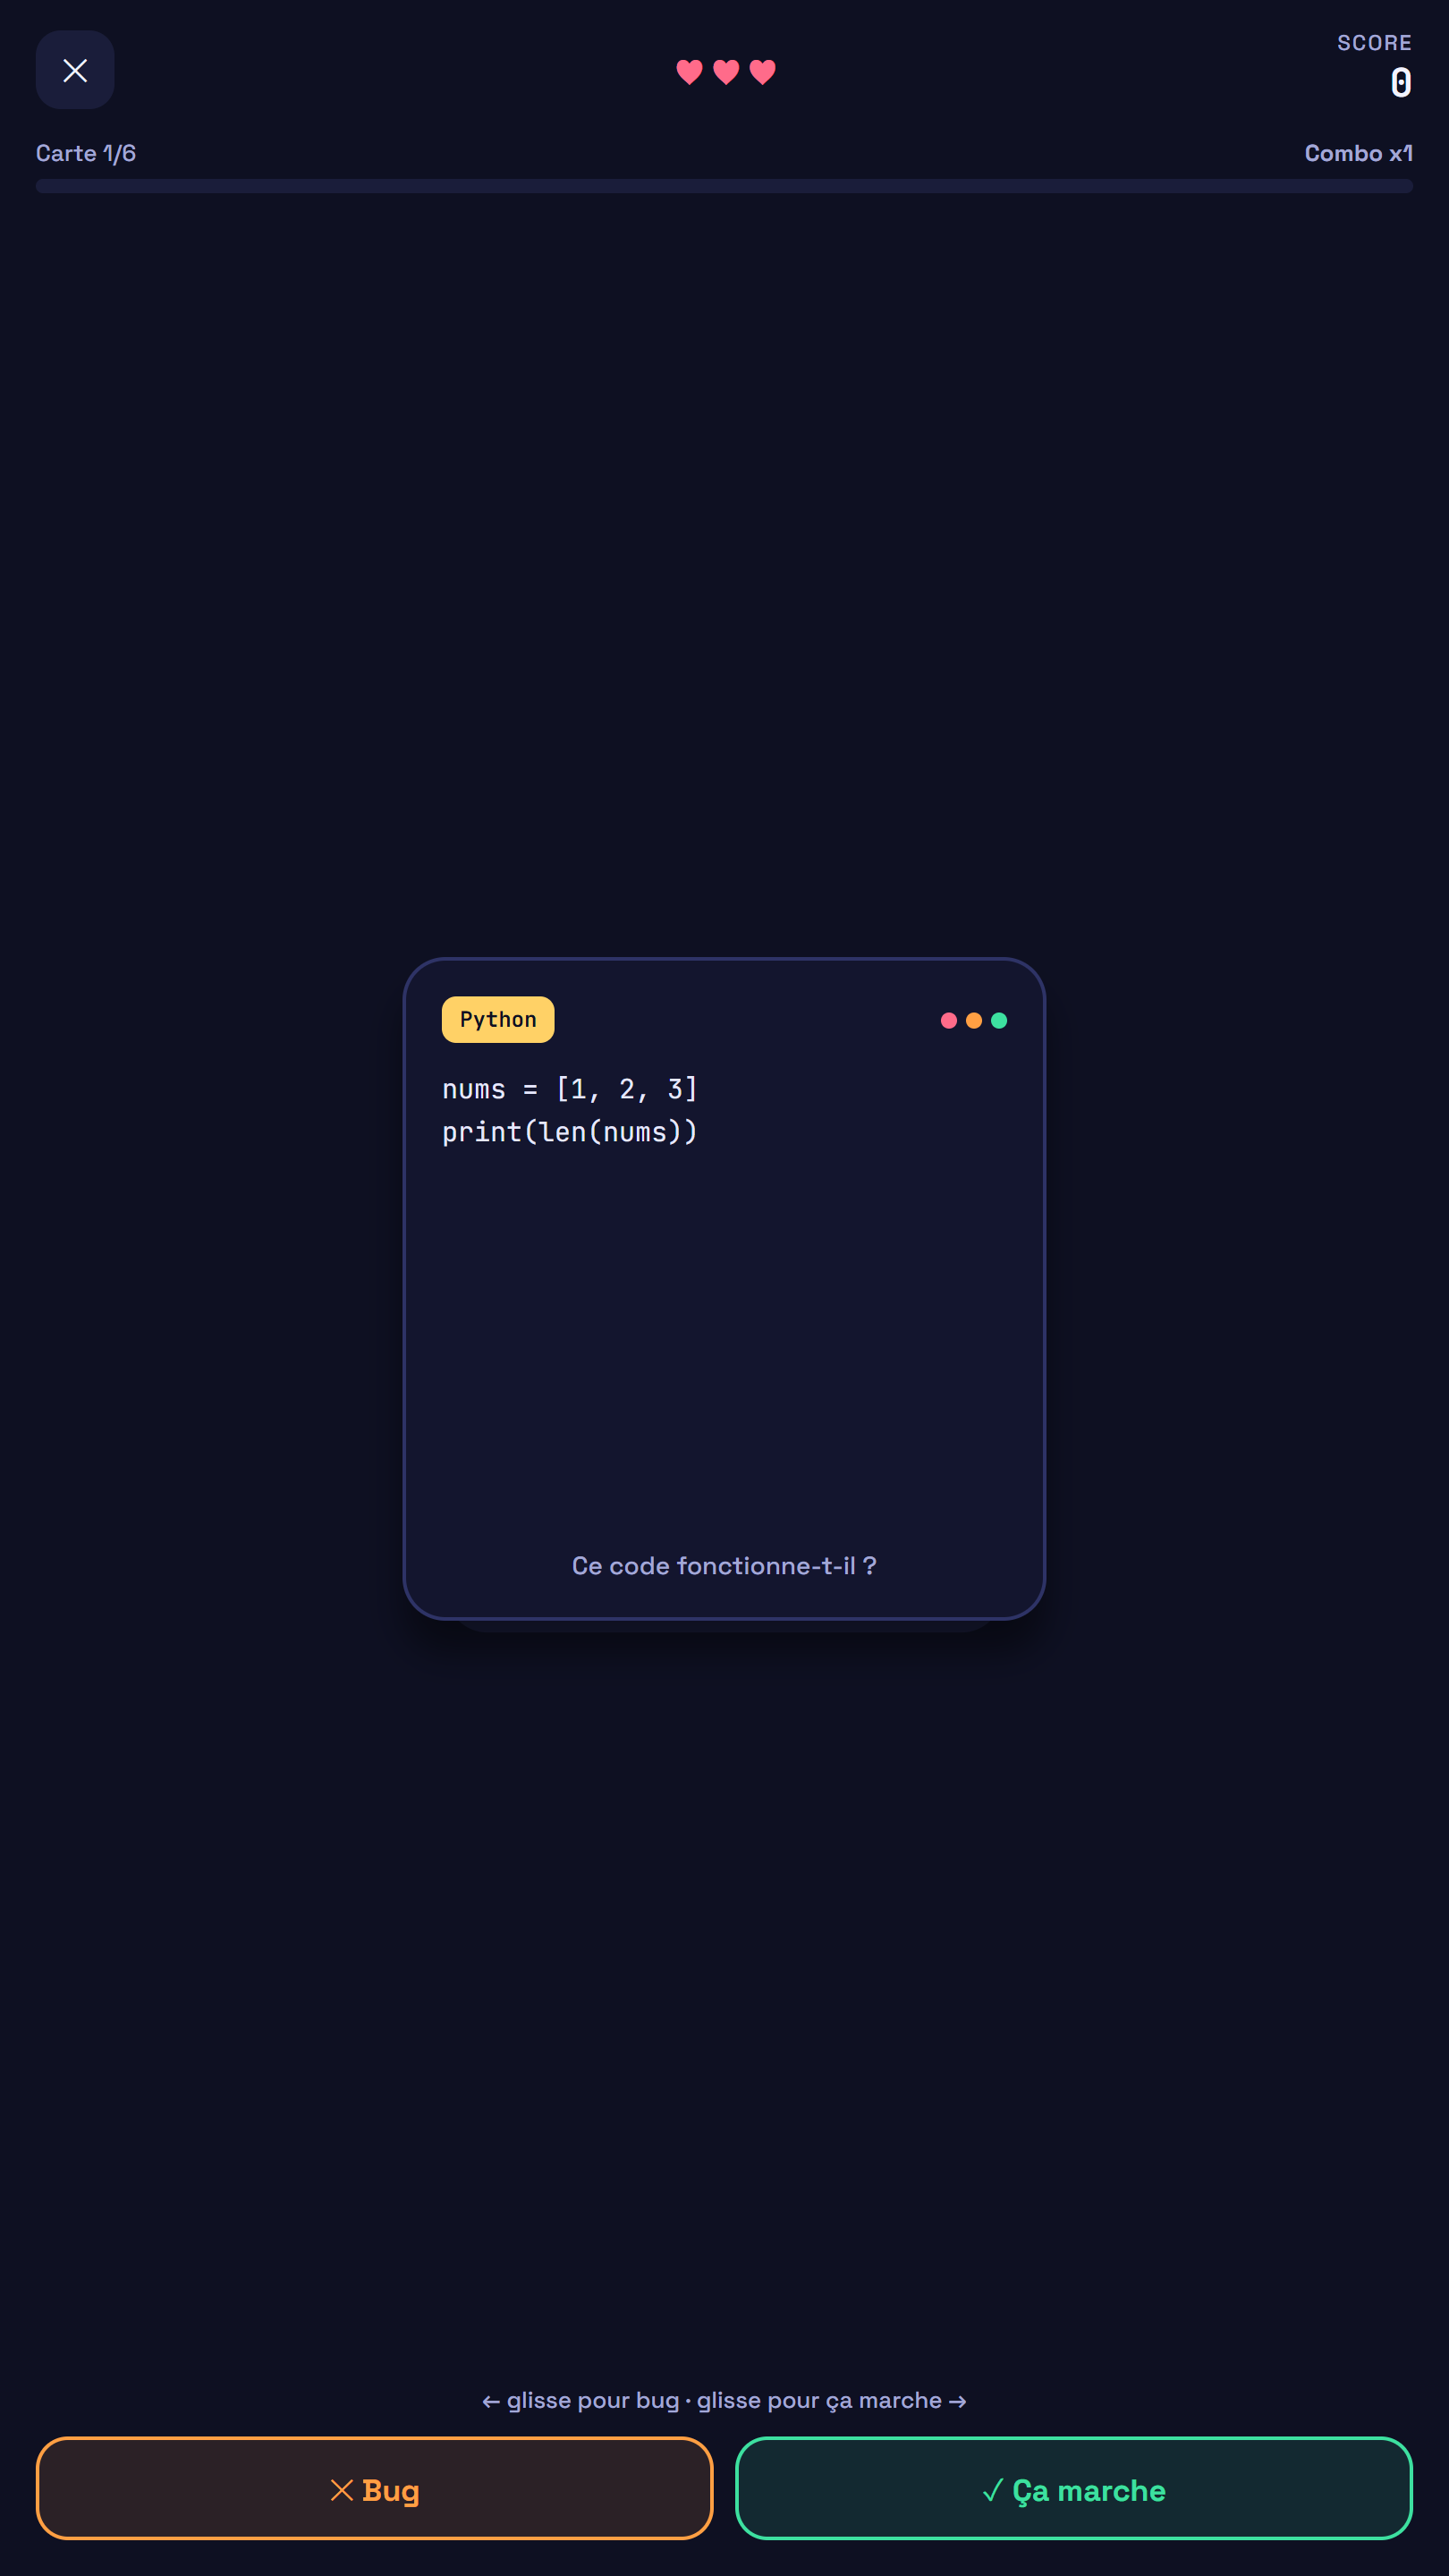 SCORE
0
Carte 1/6
Combo x1
Python
nums = [1, 2, 3]
print(len(nums))
Ce code fonctionne-t-il ?
← glisse pour bug · glisse pour ça marche →
✕ Bug
✓ Ça marche